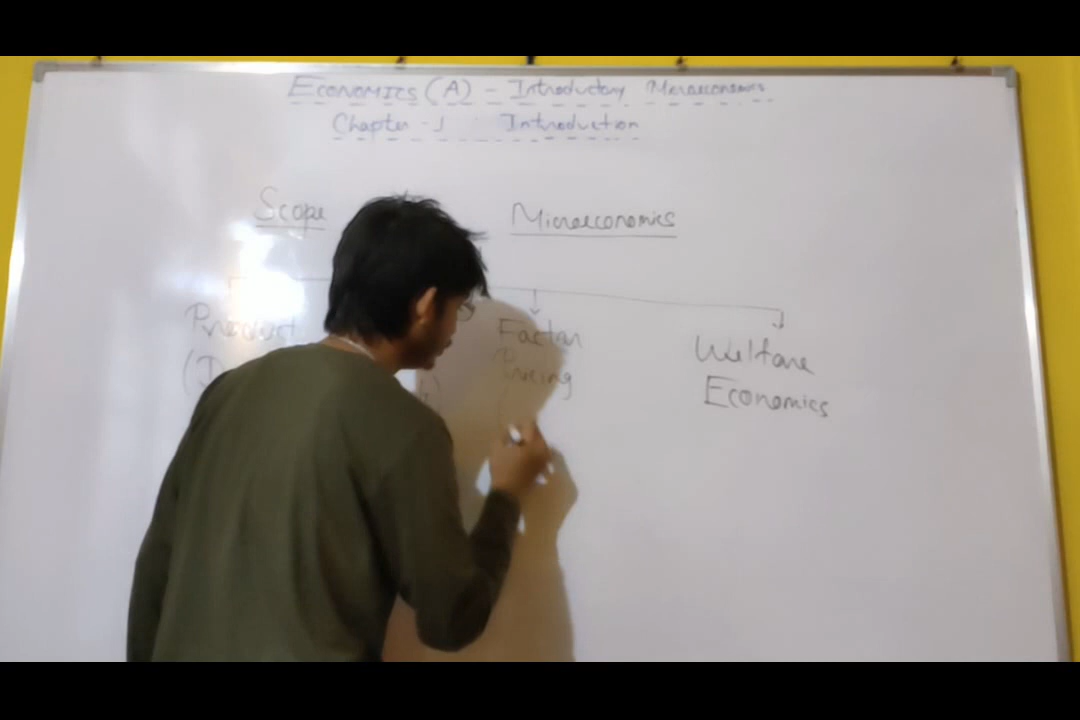 ECONOMICS (A) - Introductory Microeconomics
Chapter - 1 Introduction
Scope Microeconomics
Product Factor Welfare
(D Pricing Economics